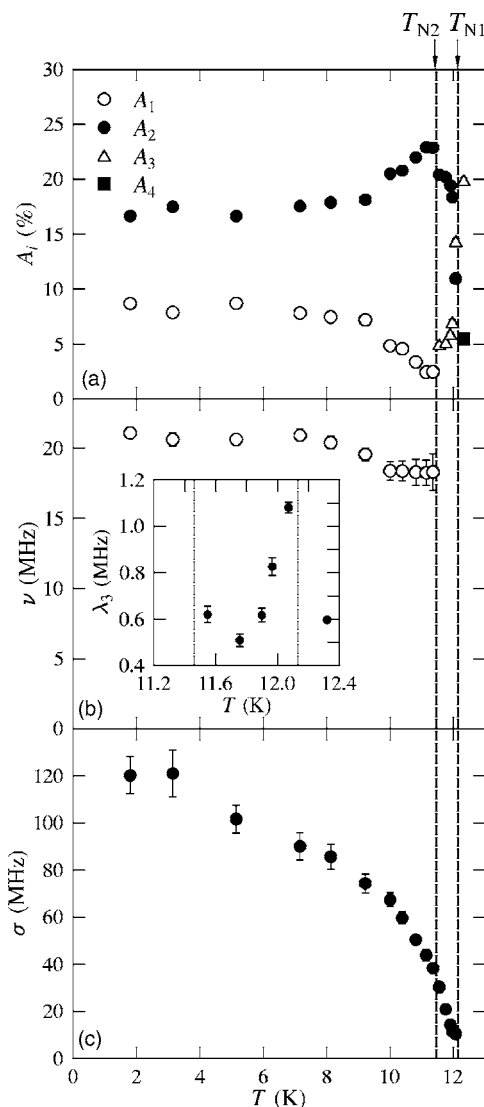 T_N2 T_N1
30
25
20
15
10
5
0
A_i (%)
A_1
A_2
A_3
A_4
(a)
20
15
10
5
0
ν (MHz)
1.2
1.0
0.8
0.6
0.4
λ_3 (MHz)
11.2 11.6 12.0 12.4
T (K)
(b)
120
100
80
60
40
20
0
σ (MHz)
(c)
0 2 4 6 8 10 12
T (K)